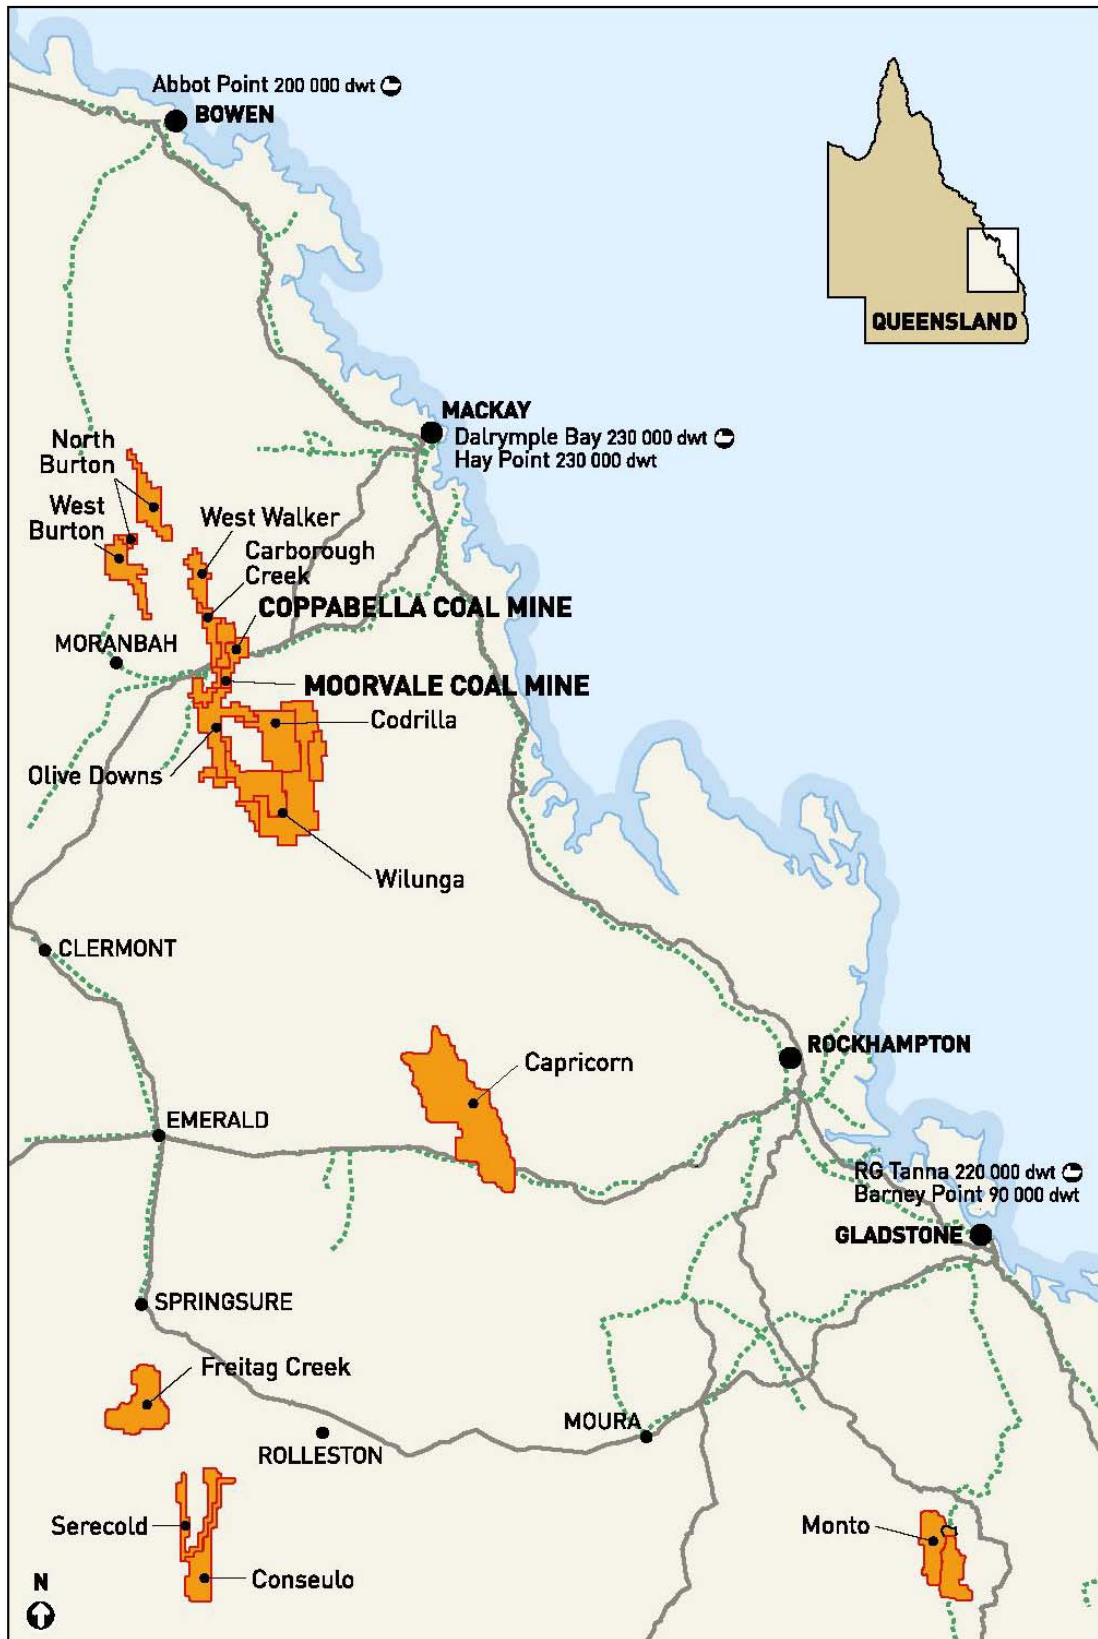 Abbot Point 200 000 dwt
BOWEN
QUEENSLAND
MACKAY
Dalrymple Bay 230 000 dwt
Hay Point 230 000 dwt
North
Burton
West
Burton
West Walker
Carborough
Creek
COPPABELLA COAL MINE
MORANBAH
MOORVALE COAL MINE
Codrilla
Olive Downs
Wilunga
CLERMONT
ROCKHAMPTON
Capricorn
EMERALD
RG Tanna 220 000 dwt
Barney Point 90 000 dwt
GLADSTONE
SPRINGSURE
Freitag Creek
MOURA
ROLLESTON
Serecold
Monto
Conseulo
N